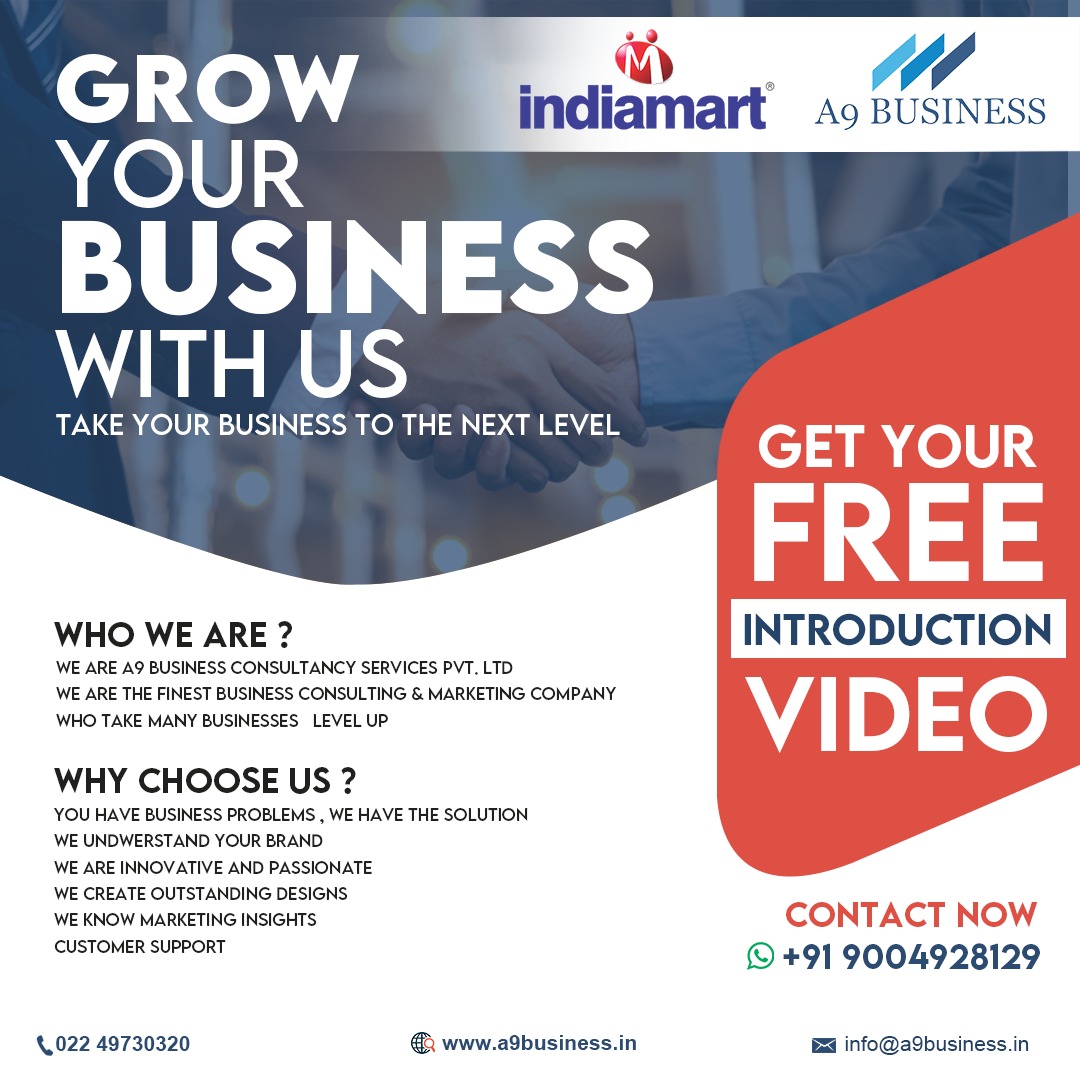 GROW
YOUR
BUSINESS
WITH US
TAKE YOUR BUSINESS TO THE NEXT LEVEL
indiamart®
A9 BUSINESS
GET YOUR
FREE
INTRODUCTION
VIDEO
WHO WE ARE ?
WE ARE A9 BUSINESS CONSULTANCY SERVICES PVT. LTD
WE ARE THE FINEST BUSINESS CONSULTING & MARKETING COMPANY
WHO TAKE MANY BUSINESSES LEVEL UP
WHY CHOOSE US ?
YOU HAVE BUSINESS PROBLEMS , WE HAVE THE SOLUTION
WE UNDWERSTAND YOUR BRAND
WE ARE INNOVATIVE AND PASSIONATE
WE CREATE OUTSTANDING DESIGNS
WE KNOW MARKETING INSIGHTS
CUSTOMER SUPPORT
CONTACT NOW
+91 9004928129
022 49730320
www.a9business.in
info@a9business.in